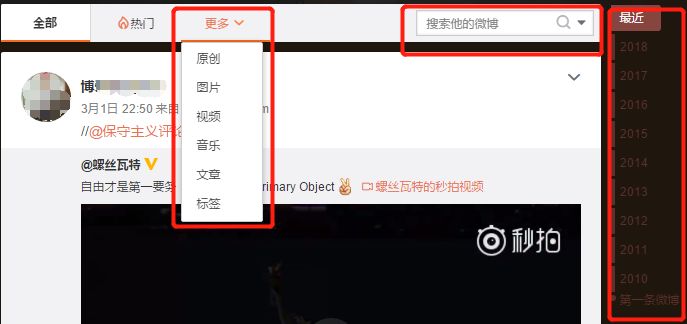 全部
热门
更多
搜索他的微博
最近
原创
图片
视频
音乐
文章
标签
博
3月1日 22:50 来自
m
//@保守主义评论
@螺丝瓦特
自由才是第一要务
rimary Object
螺丝瓦特的秒拍视频
秒拍
2018
2017
2016
2015
2014
2013
2012
2011
2010
第一条微博